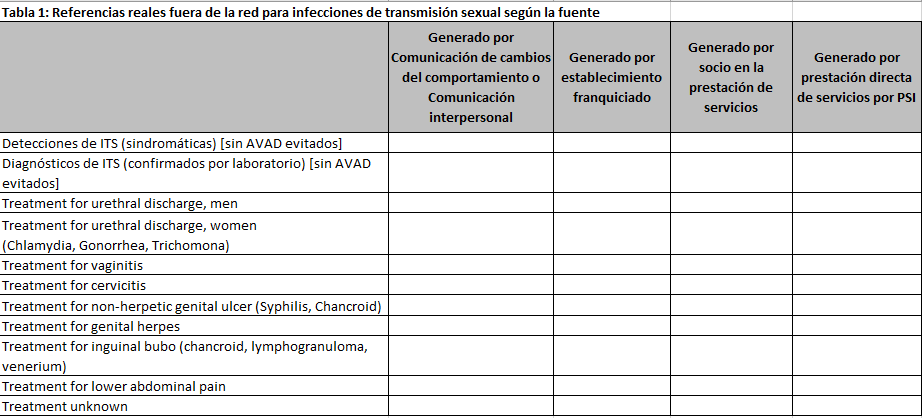 Tabla 1: Referencias reales fuera de la red para infecciones de transmisión sexual según la fuente
Generado por
Comunicación de cambios
del comportamiento o
Comunicación
interpersonal
Generado por
establecimiento
franquiciado
Generado por
socio en la
prestación de
servicios
Generado por
prestación directa
de servicios por PSI
Detecciones de ITS (sindromáticas) [sin AVAD evitados]
Diagnósticos de ITS (confirmados por laboratorio) [sin AVAD
evitados]
Treatment for urethral discharge, men
Treatment for urethral discharge, women
(Chlamydia, Gonorrhea, Trichomona)
Treatment for vaginitis
Treatment for cervicitis
Treatment for non-herpetic genital ulcer (Syphilis, Chancroid)
Treatment for genital herpes
Treatment for inguinal bubo (chancroid, lymphogranuloma,
venerium)
Treatment for lower abdominal pain
Treatment unknown